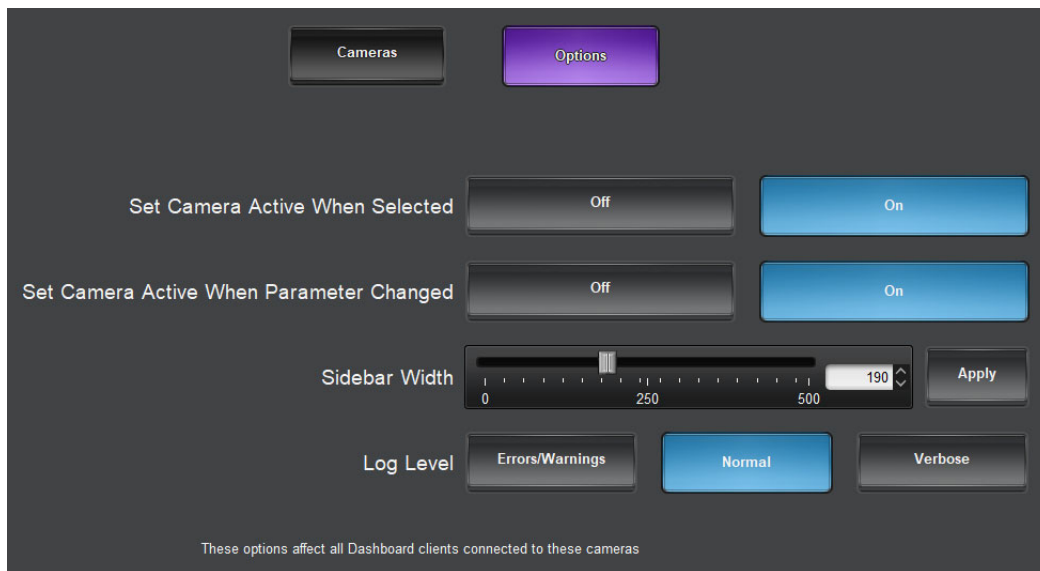 Cameras Options
Set Camera Active When Selected Off On
Set Camera Active When Parameter Changed Off On
Sidebar Width 190 Apply
0 250 500
Log Level Errors/Warnings Normal Verbose
These options affect all Dashboard clients connected to these cameras